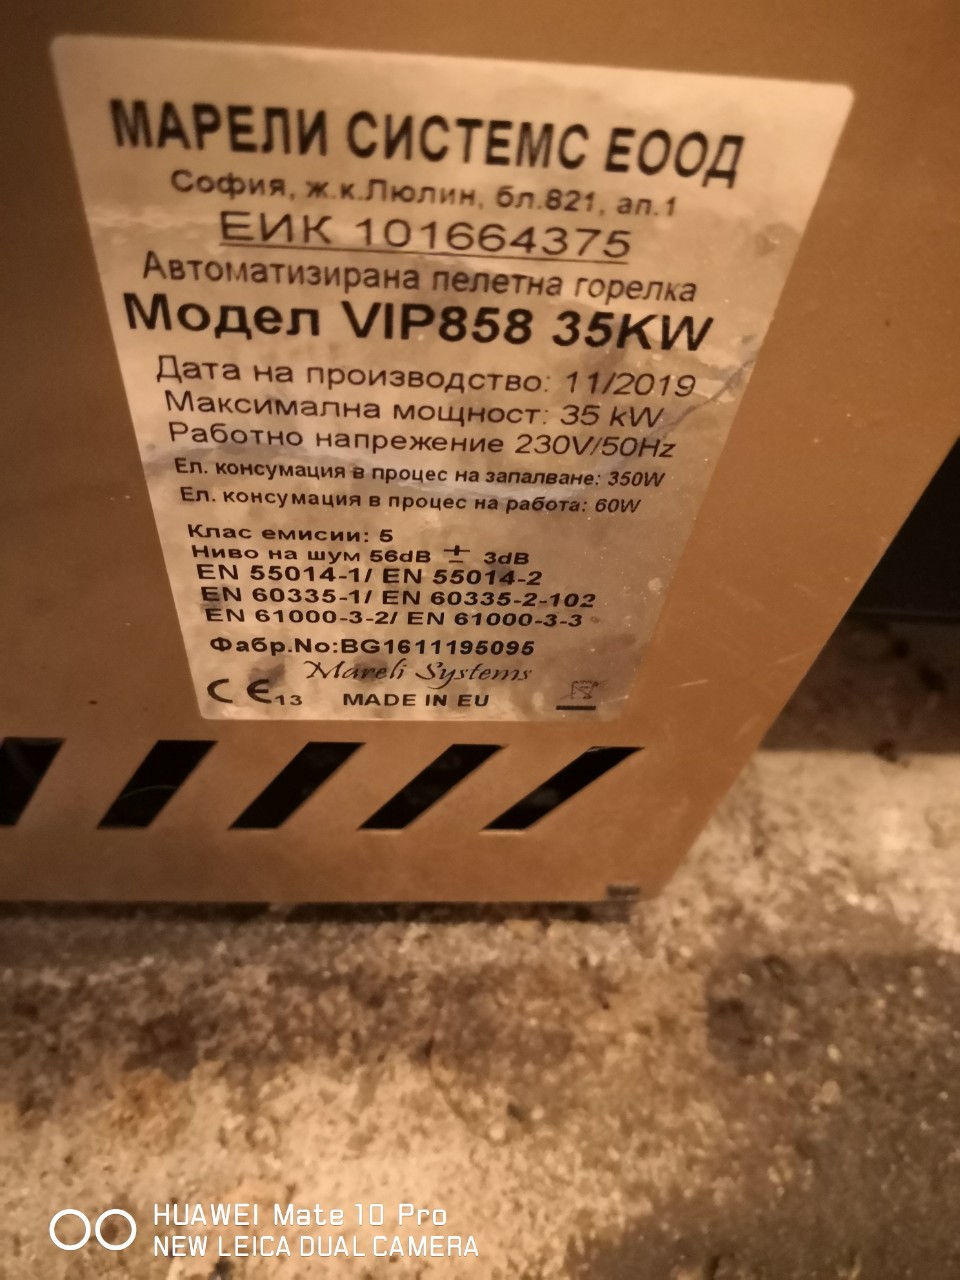 МАРЕЛИ СИСТЕМС ЕООД
София, ж.к.Люлин, бл.821, ап.1
ЕИК 101664375
Автоматизирана пелетна горелка
Модел VIP858 35KW
Дата на производство: 11/2019
Максимална мощност: 35 kW
Работно напрежение 230V/50Hz
Ел. консумация в процес на запалване: 350W
Ел. консумация в процес на работа: 60W
Клас емисии: 5
Ниво на шум 56dB ± 3dB
EN 55014-1/ EN 55014-2
EN 60335-1/ EN 60335-2-102
EN 61000-3-2/ EN 61000-3-3
Фабр.No:BG1611195095
Mareli Systems
CE 13 MADE IN EU
HUAWEI Mate 10 Pro
NEW LEICA DUAL CAMERA